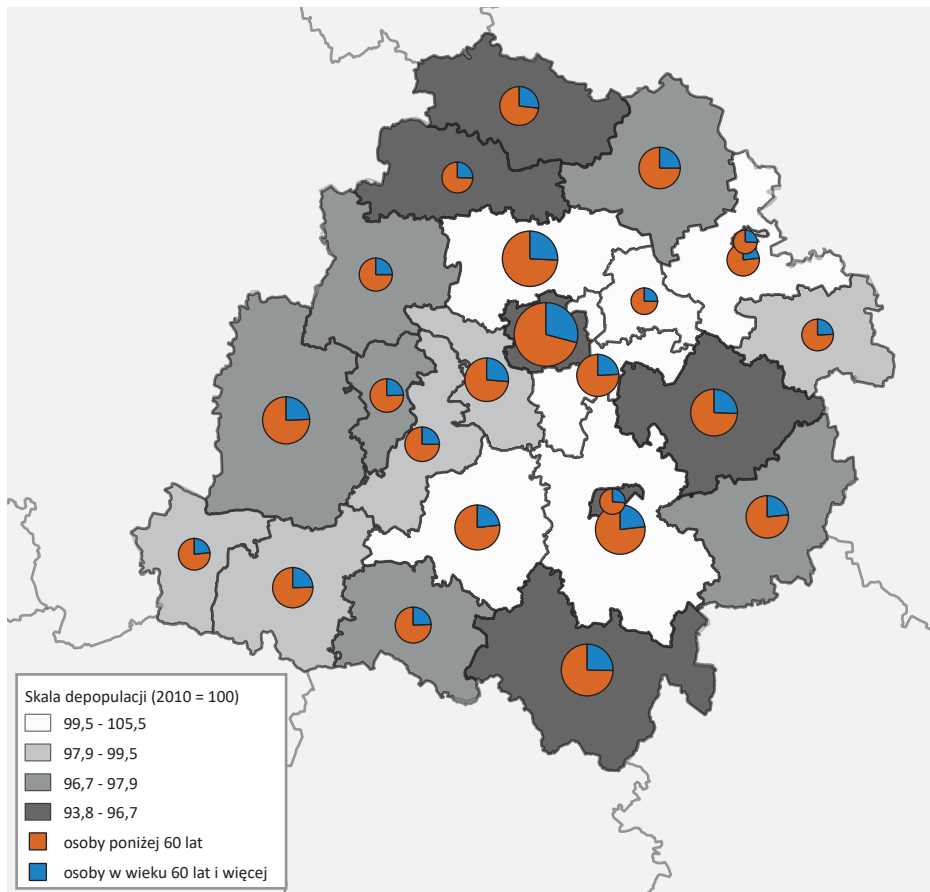 Skala depopulacji (2010 = 100)
99,5 - 105,5
97,9 - 99,5
96,7 - 97,9
93,8 - 96,7
osoby poniżej 60 lat
osoby w wieku 60 lat i więcej